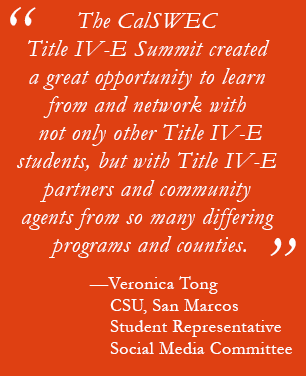 “ The CalSWEC
Title IV-E Summit created
a great opportunity to learn
from and network with
not only other Title IV-E
students, but with Title IV-E
partners and community
agents from so many differing
programs and counties. ”
—Veronica Tong
CSU, San Marcos
Student Representative
Social Media Committee